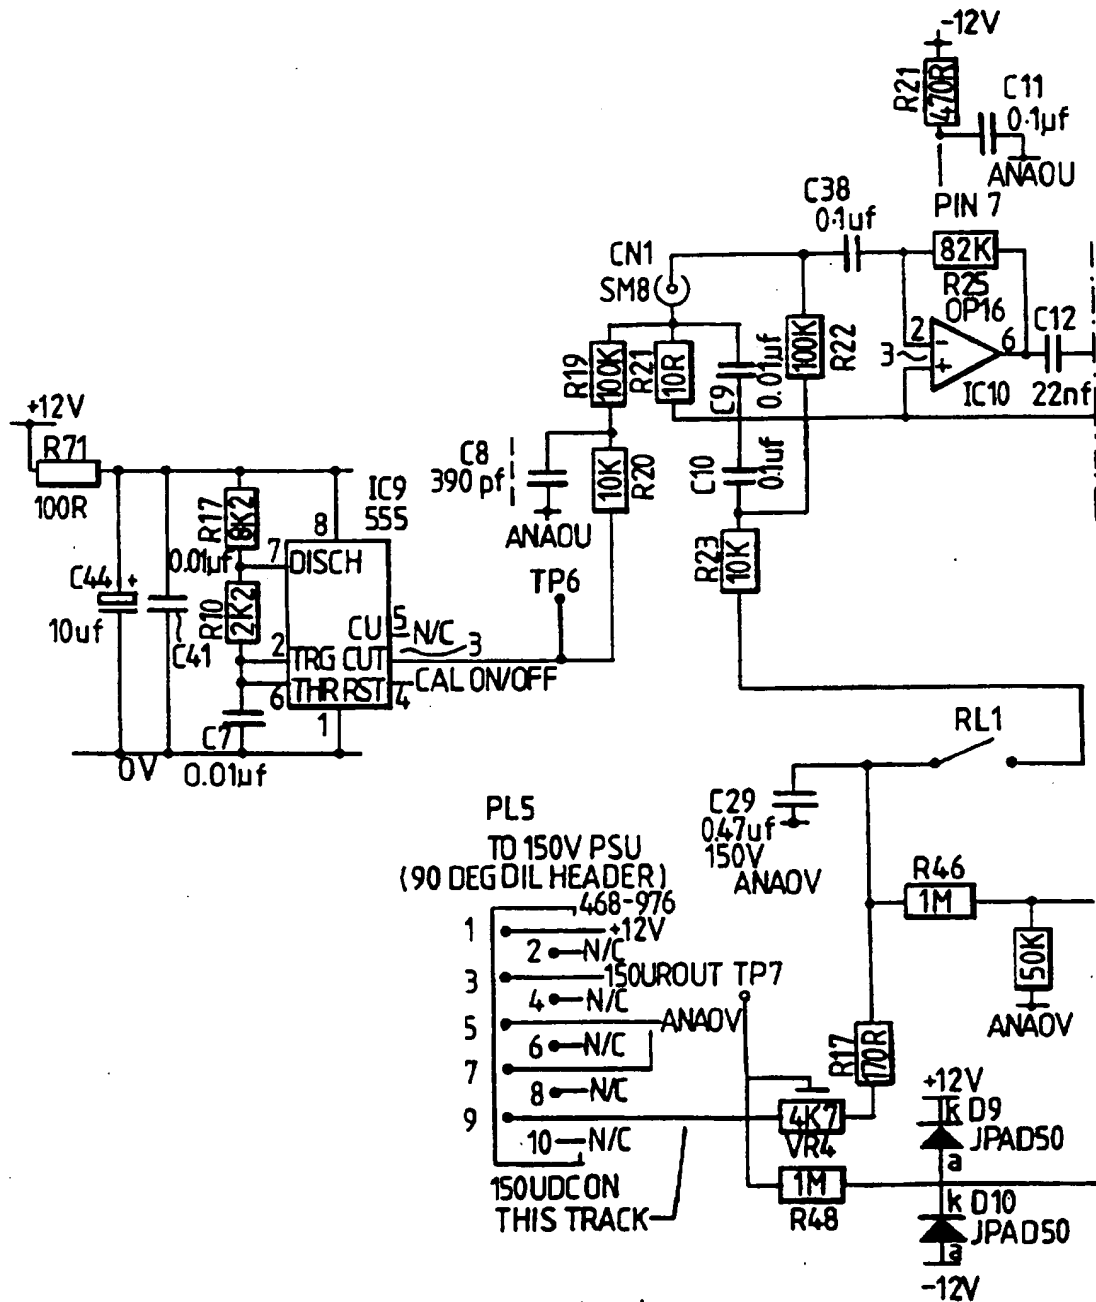 -12V
R21
470R
C11
0.1µf
ANAOU
PIN 7
C38
0.1uf
82K
R25
OP16
CN1
SM8
R19
100K
R21
10R
C9
0.01µf
100K
R22
2
3
-
+
6
IC10
C12
22nf
+12V
R71
100R
C8
390 pf
ANAOU
10K
R20
C10
0.1uf
R23
10K
IC9
555
R17
8K2
8
0.01µf
7
DISCH
C44
+
10uf
R10
2K2
C41
5
CU
N/C
2
TRG
CUT
3
6
THR
RST
4
CAL ON/OFF
TP6
1
C7
0V
0.01µf
RL1
C29
0.47uf
150V
ANAOV
PL5
TO 150V PSU
(90 DEG DIL HEADER)
468-976
1
+12V
2
N/C
3
150UROUT
TP7
4
N/C
5
ANAOV
6
N/C
7
8
N/C
9
10
N/C
150UDC ON
THIS TRACK
R46
1M
50K
ANAOV
R17
170R
4K7
VR4
1M
R48
+12V
k D9
JPAD50
a
k D10
JPAD50
a
-12V